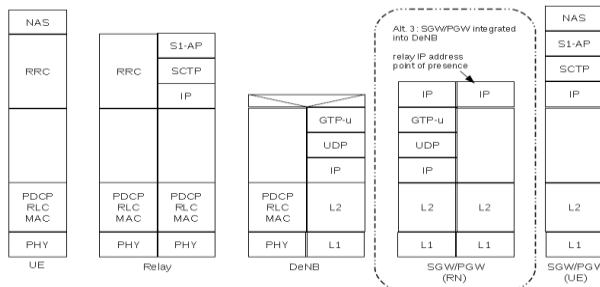 NAS
RRC
PDCP
RLC
MAC
PHY
UE
RRC
S1-AP
SCTP
IP
PDCP
RLC
MAC
PDCP
RLC
MAC
PHY
PHY
Relay
GTP-u
UDP
IP
PDCP
RLC
MAC
L2
PHY
L1
DeNB
Alt. 3 : SGW/PGW integrated
into DeNB
relay IP address
point of presence
IP
IP
GTP-u
UDP
IP
L2
L2
L1
L1
SGW/PGW
(RN)
NAS
S1-AP
SCTP
IP
L2
L1
SGW/PGW
(UE)